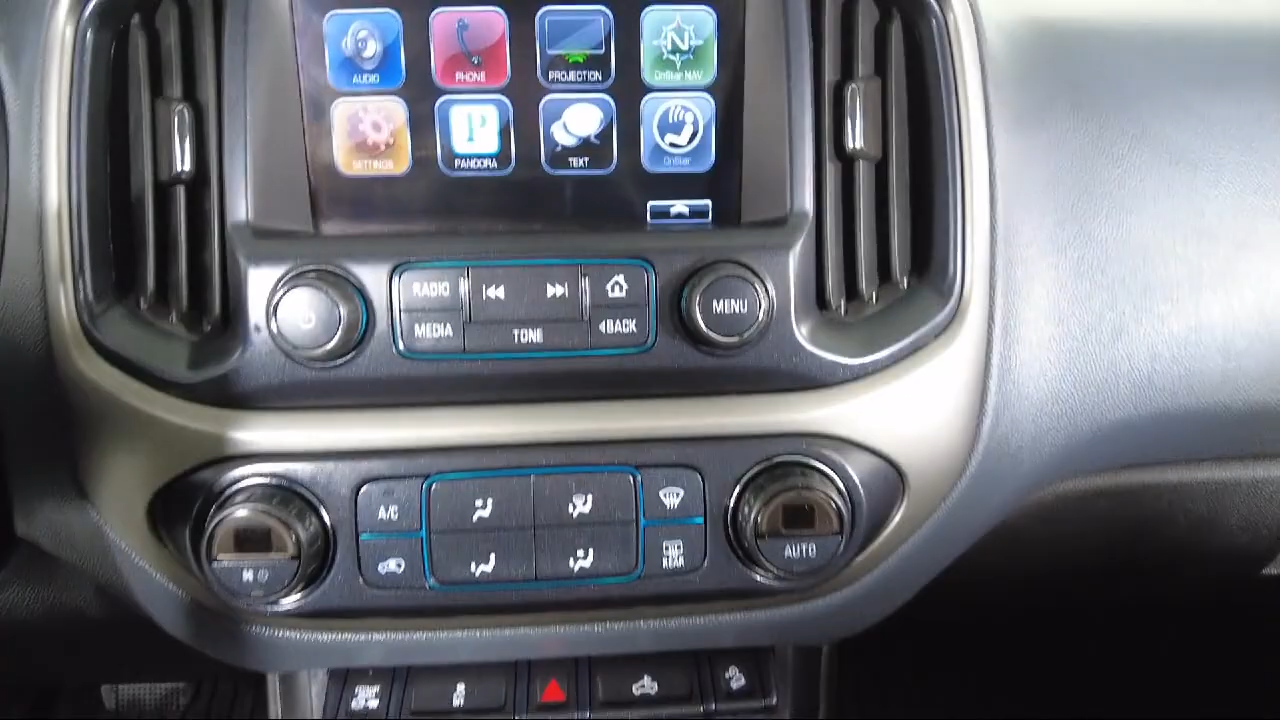 AUDIO
PHONE
PROJECTION
N
OnStar NAV
SETTINGS
P
PANDORA
TEXT
OnStar
RADIO
MEDIA
TONE
BACK
MENU
A/C
REAR
AUTO